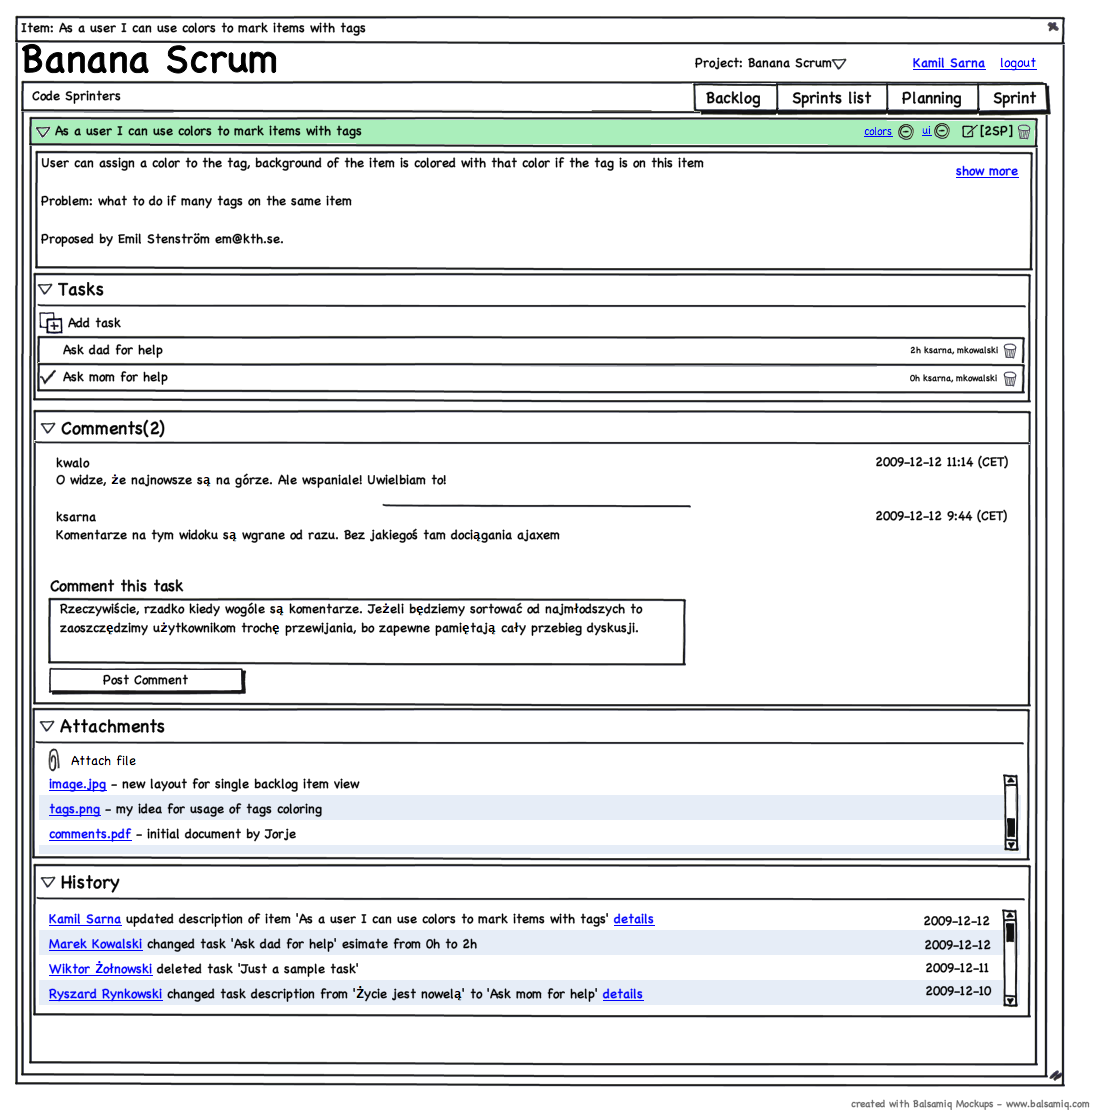 Item: As a user I can use colors to mark items with tags
Banana Scrum
Project: Banana Scrum
Kamil Sarna logout
Code Sprinters
Backlog Sprints list Planning Sprint
As a user I can use colors to mark items with tags colors ui [2SP]
User can assign a color to the tag, background of the item is colored with that color if the tag is on this item
show more
Problem: what to do if many tags on the same item
Proposed by Emil Stenström em@kth.se.
Tasks
Add task
Ask dad for help 2h ksarna, mkowalski
Ask mom for help 0h ksarna, mkowalski
Comments(2)
kwalo 2009-12-12 11:14 (CET)
O widze, że najnowsze są na górze. Ale wspaniale! Uwielbiam to!
ksarna 2009-12-12 9:44 (CET)
Komentarze na tym widoku są wgrane od razu. Bez jakiegoś tam dociągania ajaxem
Comment this task
Rzeczywiście, rzadko kiedy wogóle są komentarze. Jeżeli będziemy sortować od najmłodszych to
zaoszczędzimy użytkownikom trochę przewijania, bo zapewne pamiętają cały przebieg dyskusji.
Post Comment
Attachments
Attach file
image.jpg - new layout for single backlog item view
tags.png - my idea for usage of tags coloring
comments.pdf - initial document by Jorje
History
Kamil Sarna updated description of item 'As a user I can use colors to mark items with tags' details 2009-12-12
Marek Kowalski changed task 'Ask dad for help' esimate from 0h to 2h 2009-12-12
Wiktor Żołnowski deleted task 'Just a sample task' 2009-12-11
Ryszard Rynkowski changed task description from 'Życie jest nowelą' to 'Ask mom for help' details 2009-12-10
created with Balsamiq Mockups - www.balsamiq.com